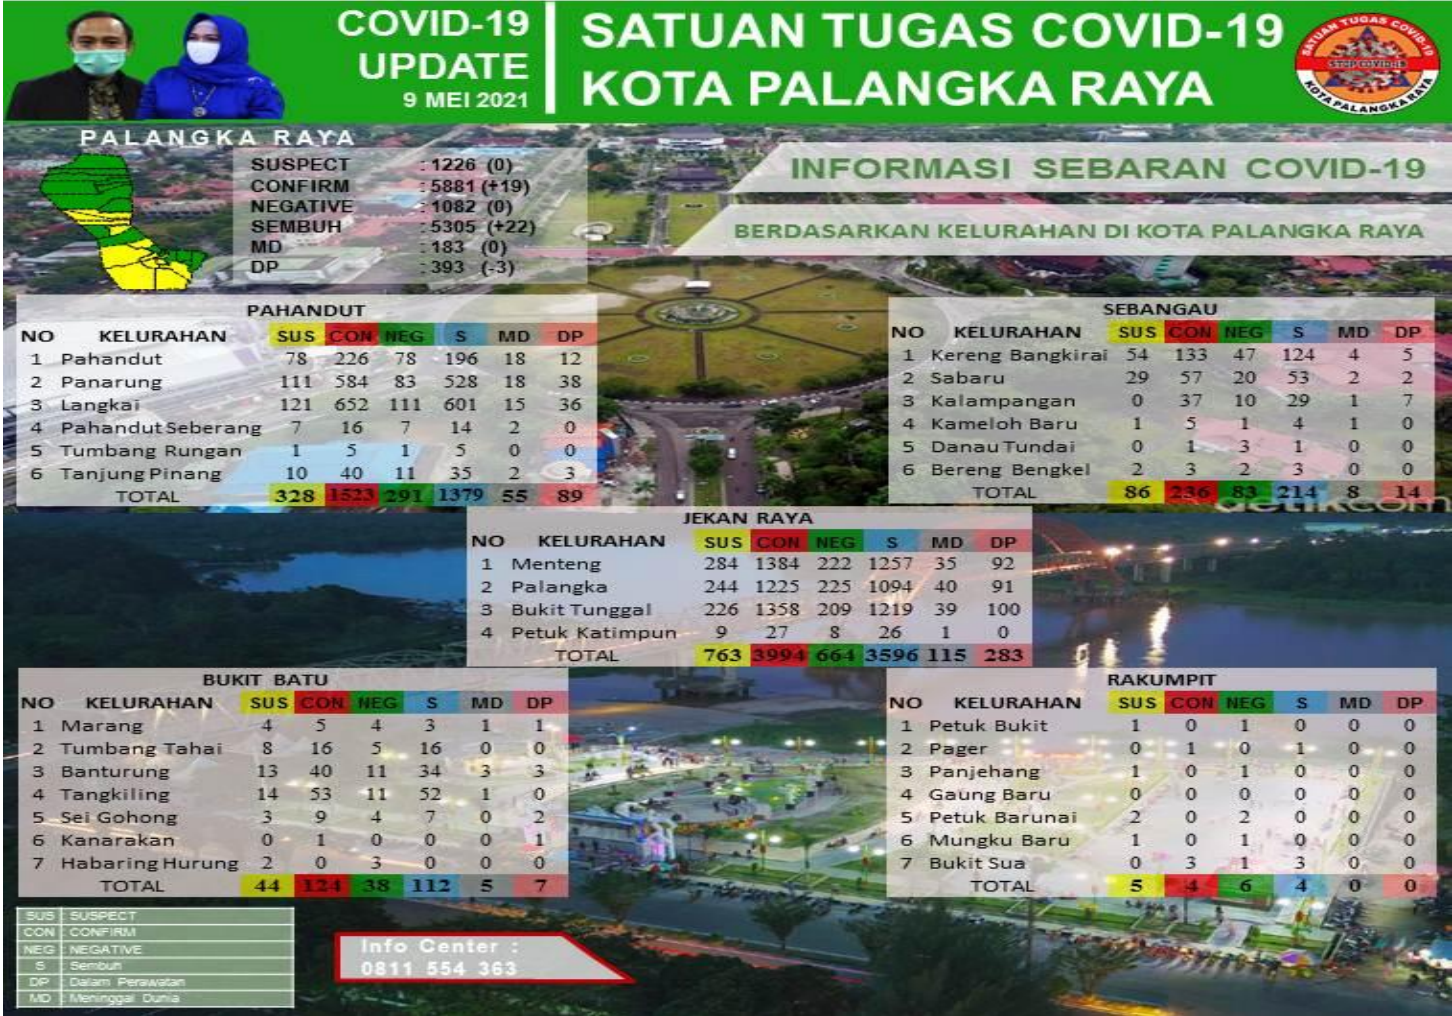 COVID-19
UPDATE
9 MEI 2021
SATUAN TUGAS COVID-19
KOTA PALANGKA RAYA
SATUAN TUGAS COVID-19
STOP COVID-19
KOTA PALANGKA RAYA
PALANGKA RAYA
SUSPECT : 1226 (0)
CONFIRM : 5881 (+19)
NEGATIVE : 1082 (0)
SEMBUH : 5305 (+22)
MD : 183 (0)
DP : 393 (-3)
INFORMASI SEBARAN COVID-19
BERDASARKAN KELURAHAN DI KOTA PALANGKA RAYA
PAHANDUT
NO KELURAHAN SUS CON NEG S MD DP
1 Pahandut 78 226 78 196 18 12
2 Panarung 111 584 83 528 18 38
3 Langkai 121 652 111 601 15 36
4 Pahandut Seberang 7 16 7 14 2 0
5 Tumbang Rungan 1 5 1 5 0 0
6 Tanjung Pinang 10 40 11 35 2 3
TOTAL 328 1523 291 1379 55 89
SEBANGAU
NO KELURAHAN SUS CON NEG S MD DP
1 Kereng Bangkirai 54 133 47 124 4 5
2 Sabaru 29 57 20 53 2 2
3 Kalampangan 0 37 10 29 1 7
4 Kameloh Baru 1 5 1 4 1 0
5 Danau Tundai 0 1 3 1 0 0
6 Bereng Bengkel 2 3 2 3 0 0
TOTAL 86 236 83 214 8 14
detikcom
JEKAN RAYA
NO KELURAHAN SUS CON NEG S MD DP
1 Menteng 284 1384 222 1257 35 92
2 Palangka 244 1225 225 1094 40 91
3 Bukit Tunggal 226 1358 209 1219 39 100
4 Petuk Katimpun 9 27 8 26 1 0
TOTAL 763 3994 664 3596 115 283
BUKIT BATU
NO KELURAHAN SUS CON NEG S MD DP
1 Marang 4 5 4 3 1 1
2 Tumbang Tahai 8 16 5 16 0 0
3 Banturung 13 40 11 34 3 3
4 Tangkiling 14 53 11 52 1 0
5 Sei Gohong 3 9 4 7 0 2
6 Kanarakan 0 1 0 0 0 1
7 Habaring Hurung 2 0 3 0 0 0
TOTAL 44 124 38 112 5 7
RAKUMPIT
NO KELURAHAN SUS CON NEG S MD DP
1 Petuk Bukit 1 0 1 0 0 0
2 Pager 0 1 0 1 0 0
3 Panjehang 1 0 1 0 0 0
4 Gaung Baru 0 0 0 0 0 0
5 Petuk Barunai 2 0 2 0 0 0
6 Mungku Baru 1 0 1 0 0 0
7 Bukit Sua 0 3 1 3 0 0
TOTAL 5 4 6 4 0 0
SUS : SUSPECT
CON : CONFIRM
NEG : NEGATIVE
S : Sembuh
DP : Dalam Perawatan
MD : Meninggal Dunia
Info Center :
0811 554 363